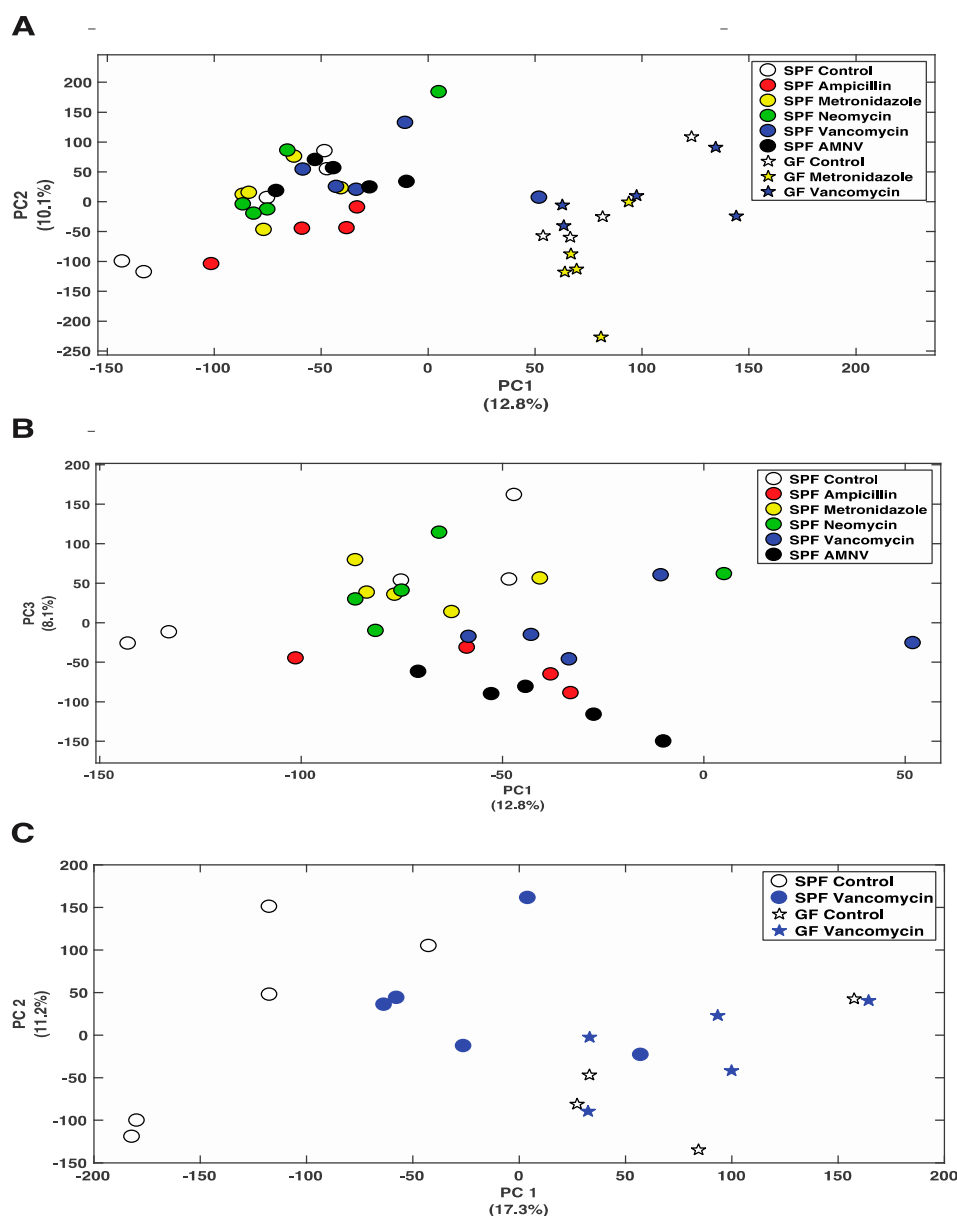 A
200
150
100
50
0
-50
-100
-150
-200
-250
PC2
(10.1%)
SPF Control
SPF Ampicillin
SPF Metronidazole
SPF Neomycin
SPF Vancomycin
SPF AMNV
GF Control
GF Metronidazole
GF Vancomycin
-150 -100 -50 0 50 100 150 200
PC1
(12.8%)
B
200
150
100
50
0
-50
-100
-150
PC3
(8.1%)
SPF Control
SPF Ampicillin
SPF Metronidazole
SPF Neomycin
SPF Vancomycin
SPF AMNV
-150 -100 -50 0 50
PC1
(12.8%)
C
200
150
100
50
0
-50
-100
-150
PC 2
(11.2%)
SPF Control
SPF Vancomycin
GF Control
GF Vancomycin
-200 -150 -100 -50 0 50 100 150 200
PC 1
(17.3%)